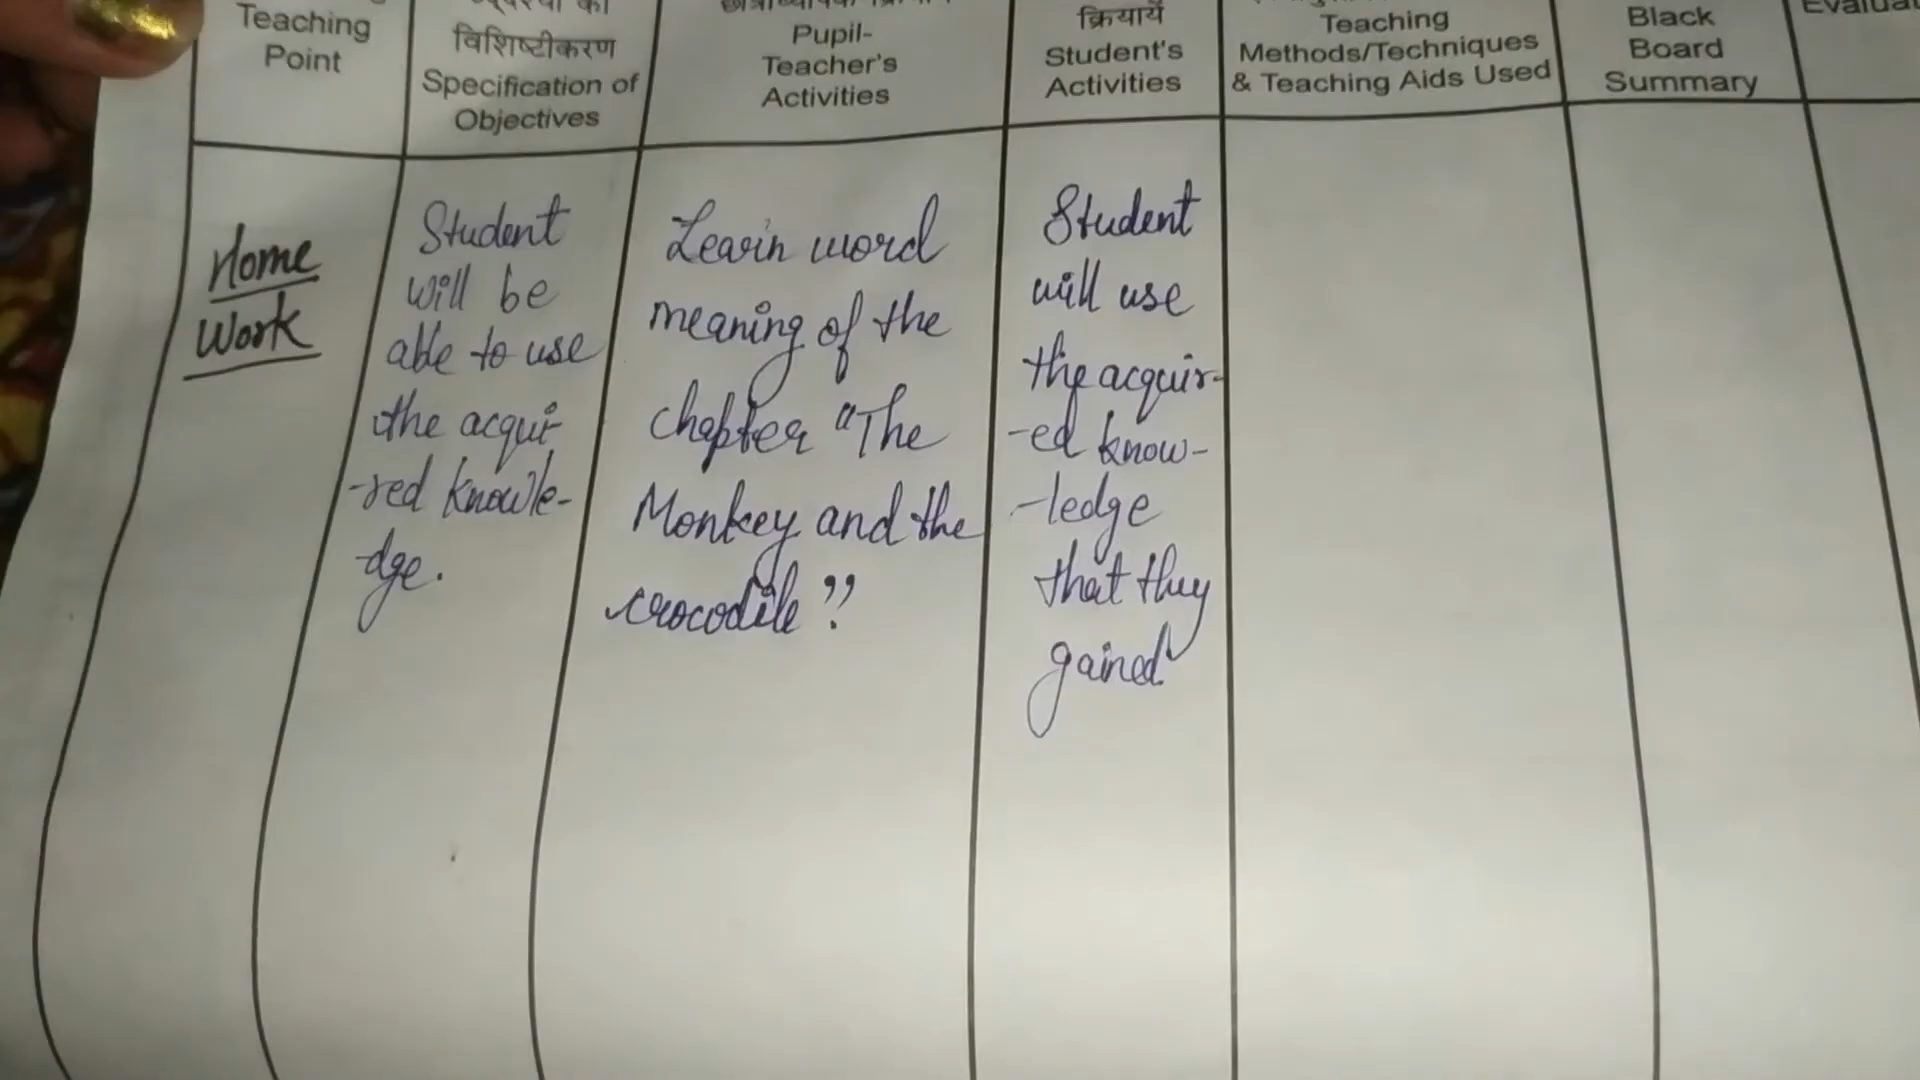 Teaching
Point
विशिष्टीकरण
Specification of
Objectives
Pupil-
Teacher's
Activities
क्रियायें
Student's
Activities
Teaching
Methods/Techniques
& Teaching Aids Used
Black
Board
Summary
Home
Work
Student
will be
able to use
the acqui
-red knowle-
dge.
Learn word
meaning of the
chapter "The
Monkey and the
crocodile".
Student
will use
the acquir-
-ed know-
-ledge
that they
gained.